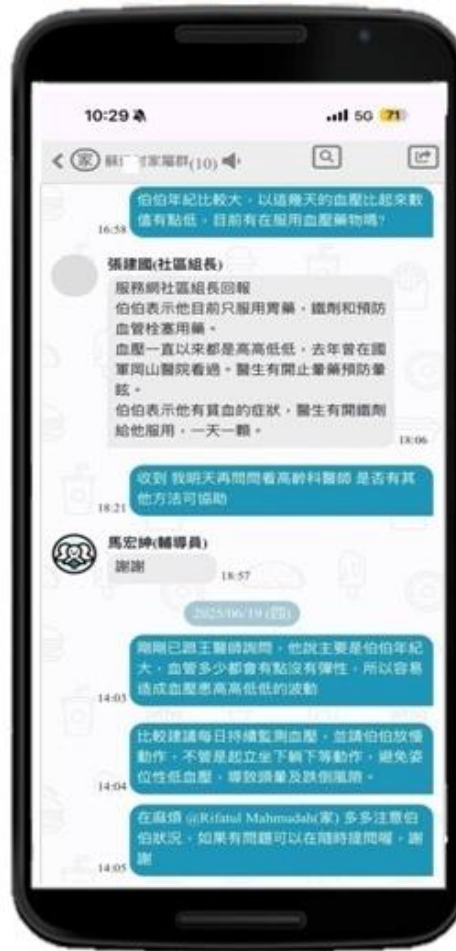 10:29
5G 71
家 蘇 家屬群(10)
伯伯年紀比較大，以這幾天的血壓比起來數
值有點低，目前有在服用血壓藥物嗎?
16:58
張建國(社區組長)
服務網社區組長回報
伯伯表示他目前只服用胃藥，鐵劑和預防
血管栓塞用藥。
血壓一直以來都是高高低低，去年曾在國
軍岡山醫院看過。醫生有開止暈藥預防暈
眩。
伯伯表示他有貧血的症狀，醫生有開鐵劑
給他服用，一天一顆。
18:06
收到 我明天再問問看高齡科醫師 是否有其
他方法可協助
18:21
馬宏紳(輔導員)
謝謝
18:57
2025/06/19 (四)
剛剛已跟王醫師詢問，他說主要是伯伯年紀
大，血管多少都會有點沒有彈性，所以容易
造成血壓患高高低低的波動
14:03
比較建議每日持續監測血壓，並請伯伯放慢
動作，不管是起立坐下躺下等動作，避免姿
位性低血壓，導致頭暈及跌倒風險。
14:04
在麻煩 @Rifatul Mahmudah(家) 多多注意伯
伯狀況，如果有問題可以在隨時提問喔，謝
謝
14:05